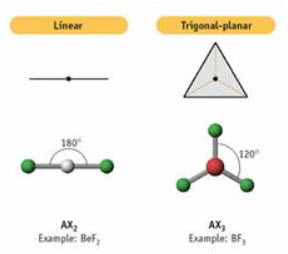 Linear
Trigonal-planar
180°
120°
AX₂
Example: BeF₂
AX₃
Example: BF₃